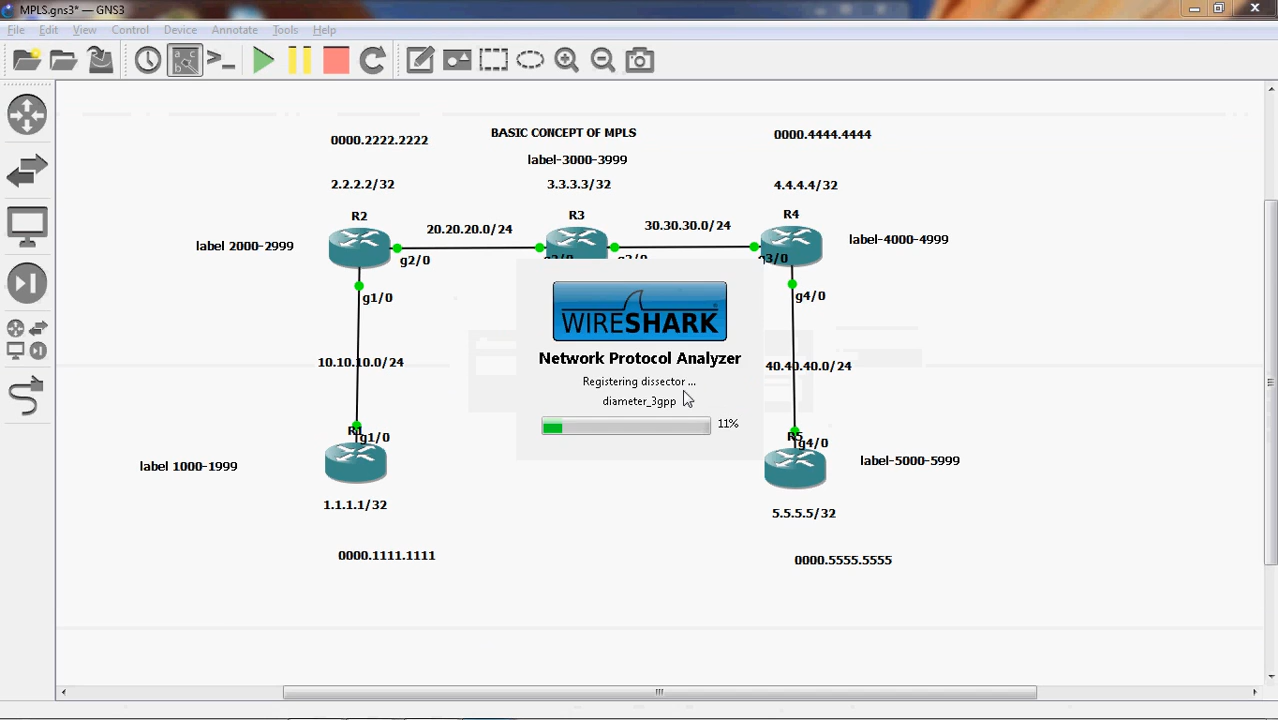 MPLS.gns3* — GNS3
File Edit View Control Device Annotate Tools Help
0000.2222.2222
BASIC CONCEPT OF MPLS
0000.4444.4444
label-3000-3999
2.2.2.2/32
3.3.3.3/32
4.4.4.4/32
R2
R3
R4
20.20.20.0/24
30.30.30.0/24
label 2000-2999
label-4000-4999
g2/0
g3/0
g1/0
g4/0
WIRESHARK
Network Protocol Analyzer
10.10.10.0/24
40.40.40.0/24
Registering dissector ...
diameter_3gpp
11%
R1
g1/0
R5
g4/0
label 1000-1999
label-5000-5999
1.1.1.1/32
5.5.5.5/32
0000.1111.1111
0000.5555.5555